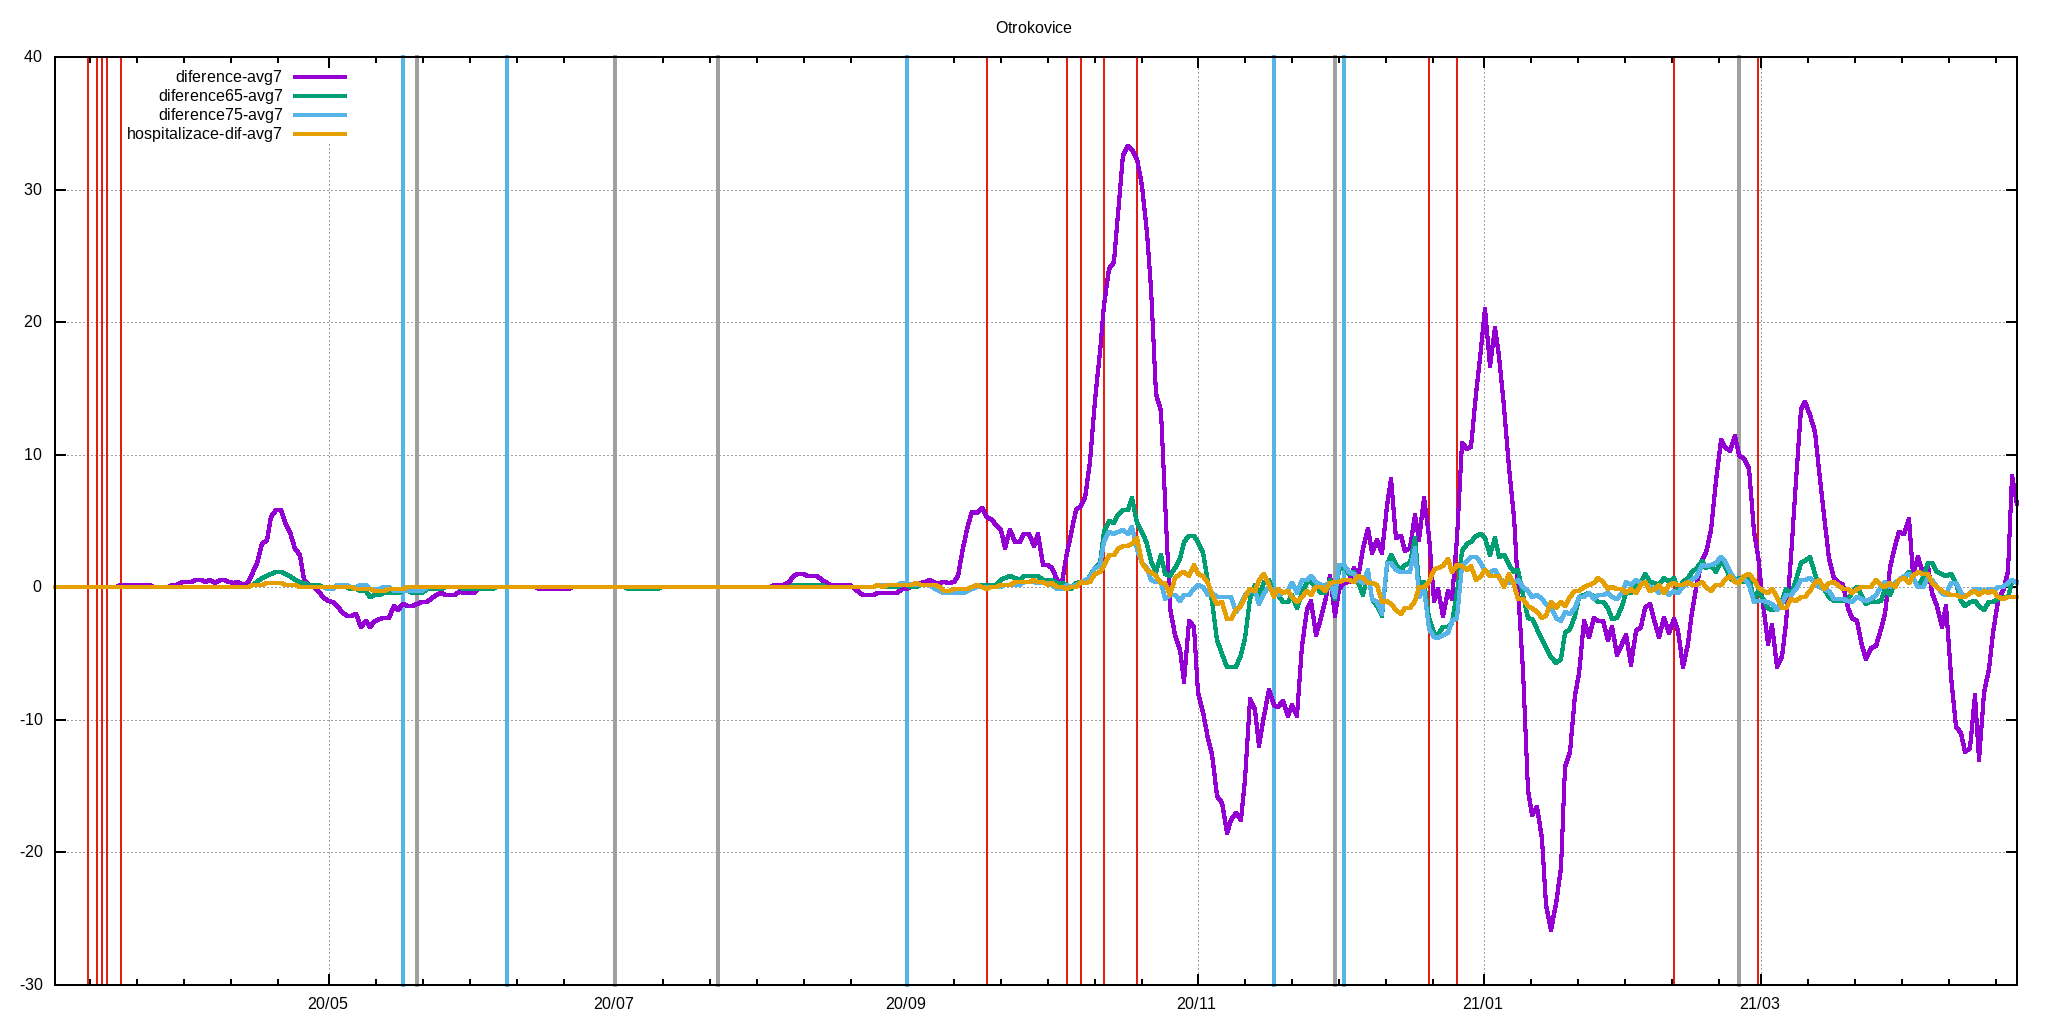 Otrokovice
40
diference-avg7
diference65-avg7
diference75-avg7
hospitalizace-dif-avg7
30
20
10
0
-10
-20
-30
20/05 20/07 20/09 20/11 21/01 21/03